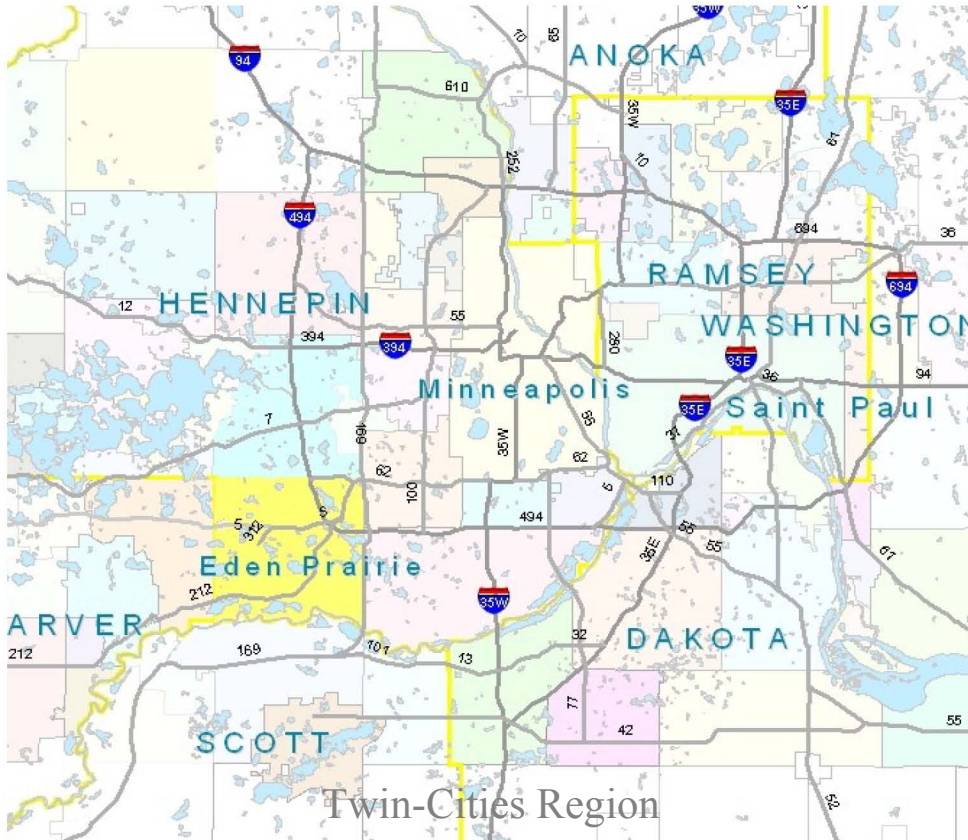 35W
65
10
ANOKA
94
610
35E
35W
61
10
252
494
694
36
RAMSEY
694
HENNEPIN
12
55
280
WASHINGTON
394
394
35E
36
94
Minneapolis
35E
Saint Paul
7
55
169
35W
62
62
5
110
100
5
312
5
494
55
55
35E
61
Eden Prairie
212
35W
ARVER
32
DAKOTA
212
169
101
13
77
42
55
SCOTT
52
Twin-Cities Region